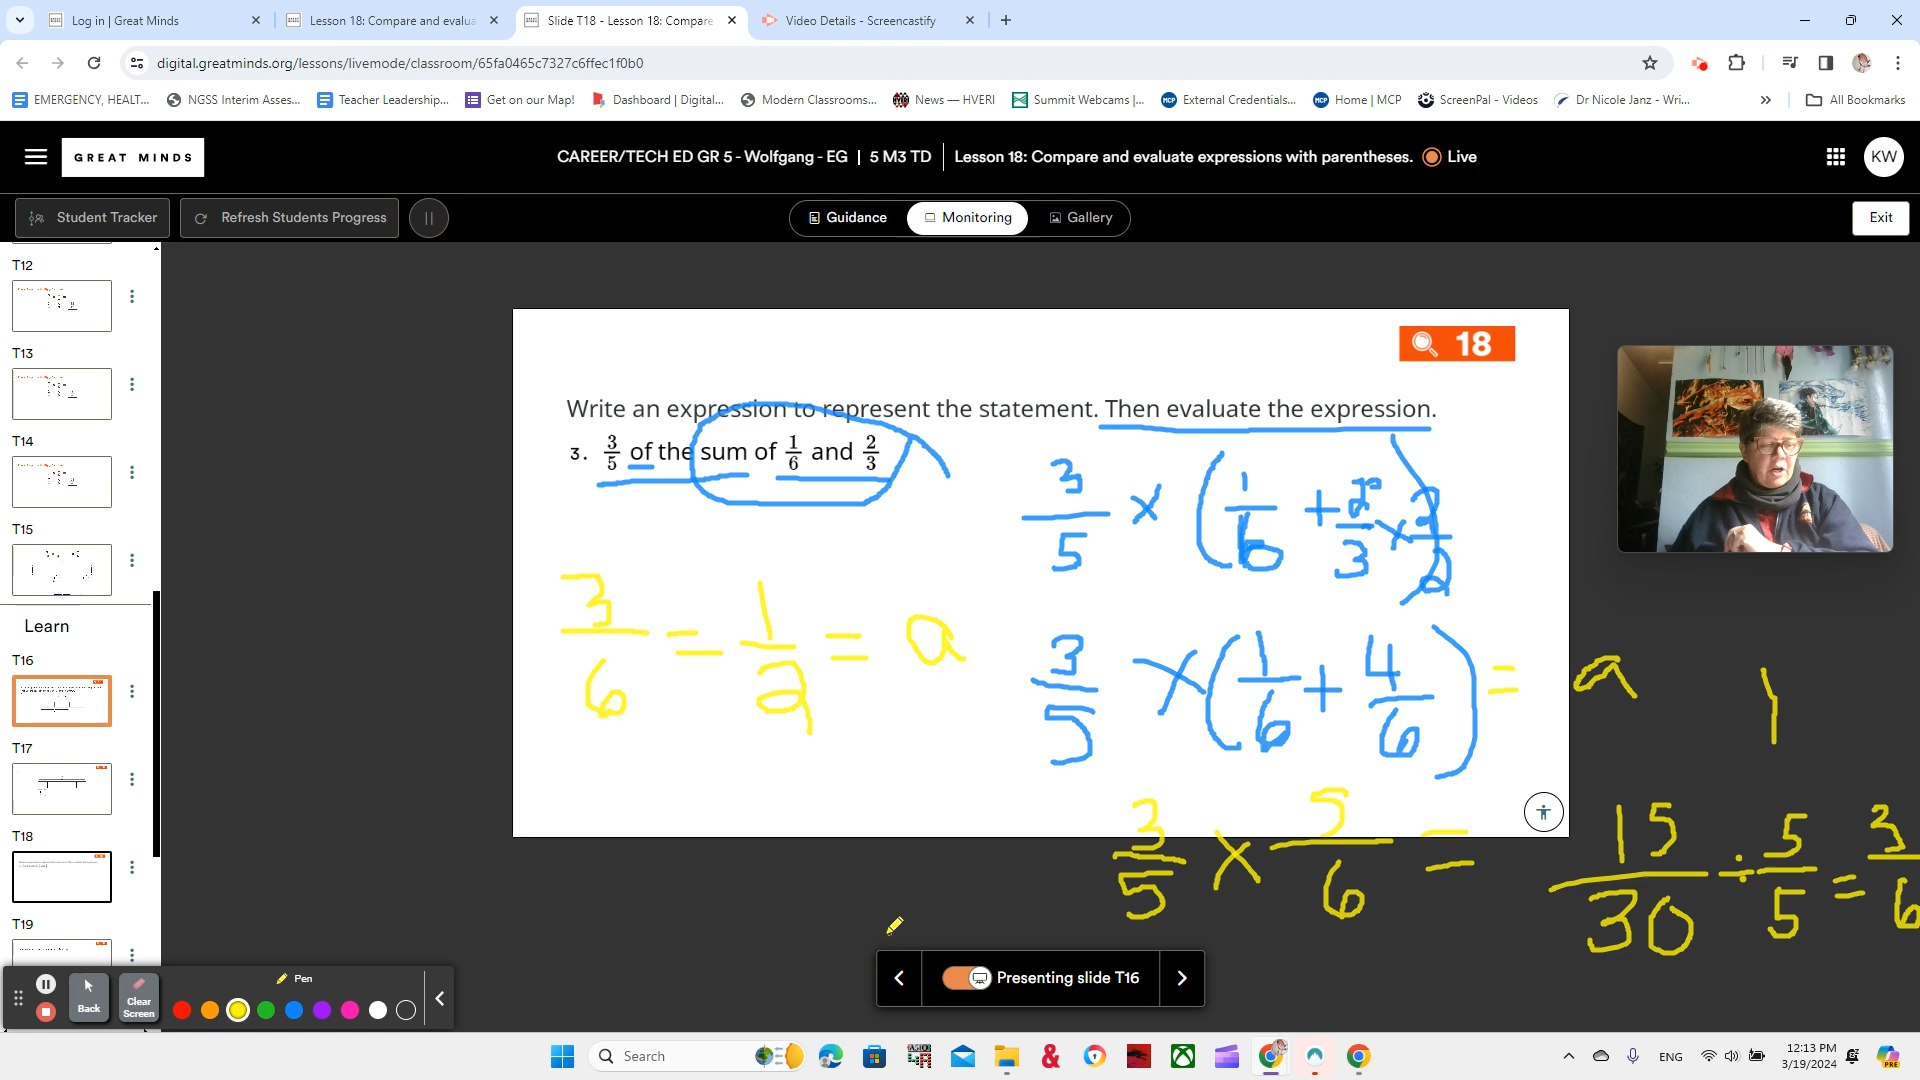 Log in | Great Minds
Lesson 18: Compare and evalua
Slide T18 - Lesson 18: Compare
Video Details - Screencastify
digital.greatminds.org/lessons/livemode/classroom/65fa0465c7327c6ffec1f0b0
EMERGENCY, HEALT...
NGSS Interim Asses...
Teacher Leadership...
Get on our Map!
Dashboard | Digital...
Modern Classrooms...
News — HVERI
Summit Webcams |...
External Credentials...
Home | MCP
ScreenPal - Videos
Dr Nicole Janz - Wri...
» All Bookmarks
GREAT MINDS
CAREER/TECH ED GR 5 - Wolfgang - EG | 5 M3 TD | Lesson 18: Compare and evaluate expressions with parentheses. Live
KW
Student Tracker
Refresh Students Progress
Guidance
Monitoring
Gallery
Exit
T12
T13
T14
T15
Learn
T16
T17
T18
T19
18
Write an expression to represent the statement. Then evaluate the expression.
3. 3/5 of the sum of 1/6 and 2/3
3/5 × (1/6 + 2/3 × 2/2)
3/6 = 1/2 = a
3/5 × (1/6 + 4/6) = a
3/5 × 5/6 = 15/30 ÷ 5/5 = 3/6
Presenting slide T16
Pen
Back
Clear Screen
Search
ENG
12:13 PM
3/19/2024